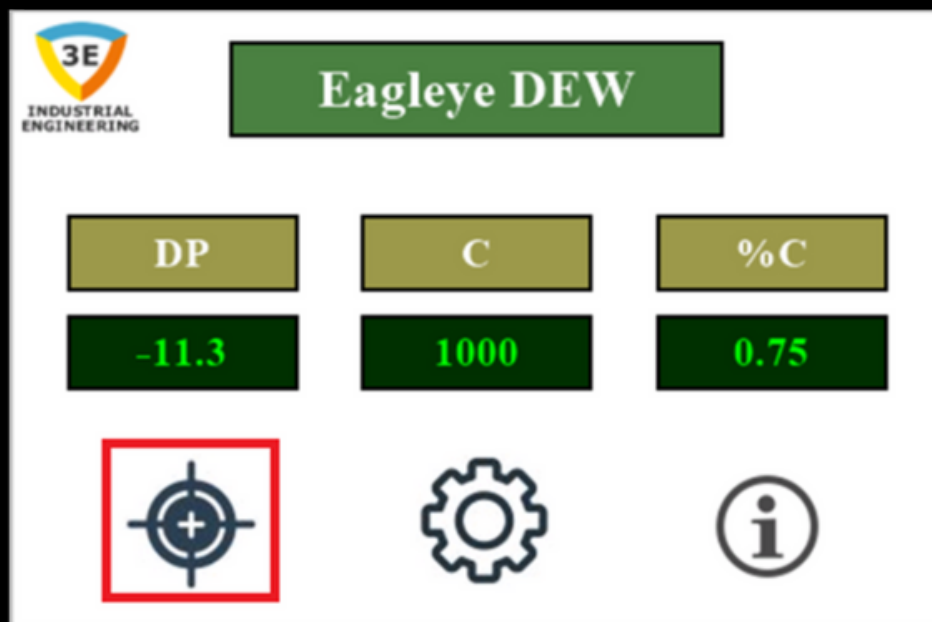 3E
INDUSTRIAL
ENGINEERING
Eagleye DEW
DP C %C
-11.3 1000 0.75
i